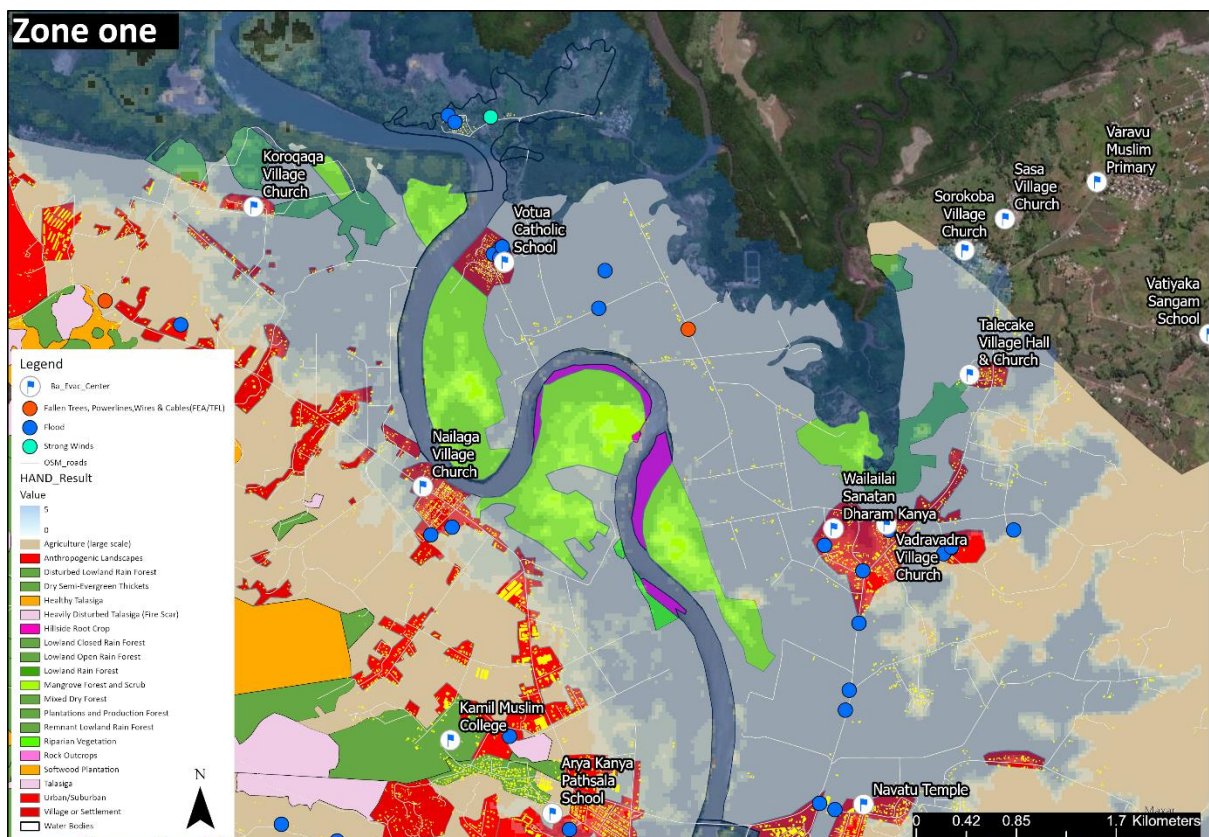 Zone one
Koroqaqa
Village
Church
Votua
Catholic
School
Varavu
Muslim
Primary
Sasa
Village
Church
Sorokoba
Village
Church
Vatiyaka
Sangam
School
Talecake
Village Hall
& Church
Nailaga
Village
Church
Wailailai
Sanatan
Dharam Kanya
Vadravadra
Village
Church
Kamil Muslim
College
Arya Kanya
Pathsala
School
Navatu Temple
Legend
Ba_Evac_Center
Fallen Trees, Powerlines,Wires & Cables(FEA/TFL)
Flood
Strong Winds
OSM_roads
HAND_Result
Value
5
0
Agriculture (large scale)
Anthropogenic Landscapes
Disturbed Lowland Rain Forest
Dry Semi-Evergreen Thickets
Healthy Talasiga
Heavily Disturbed Talasiga (Fire Scar)
Hillside Root Crop
Lowland Closed Rain Forest
Lowland Open Rain Forest
Lowland Rain Forest
Mangrove Forest and Scrub
Mixed Dry Forest
Plantations and Production Forest
Remnant Lowland Rain Forest
Riparian Vegetation
Rock Outcrops
Softwood Plantation
Talasiga
Urban/Suburban
Village or Settlement
Water Bodies
N
Maxar
0 0.42 0.85 1.7 Kilometers